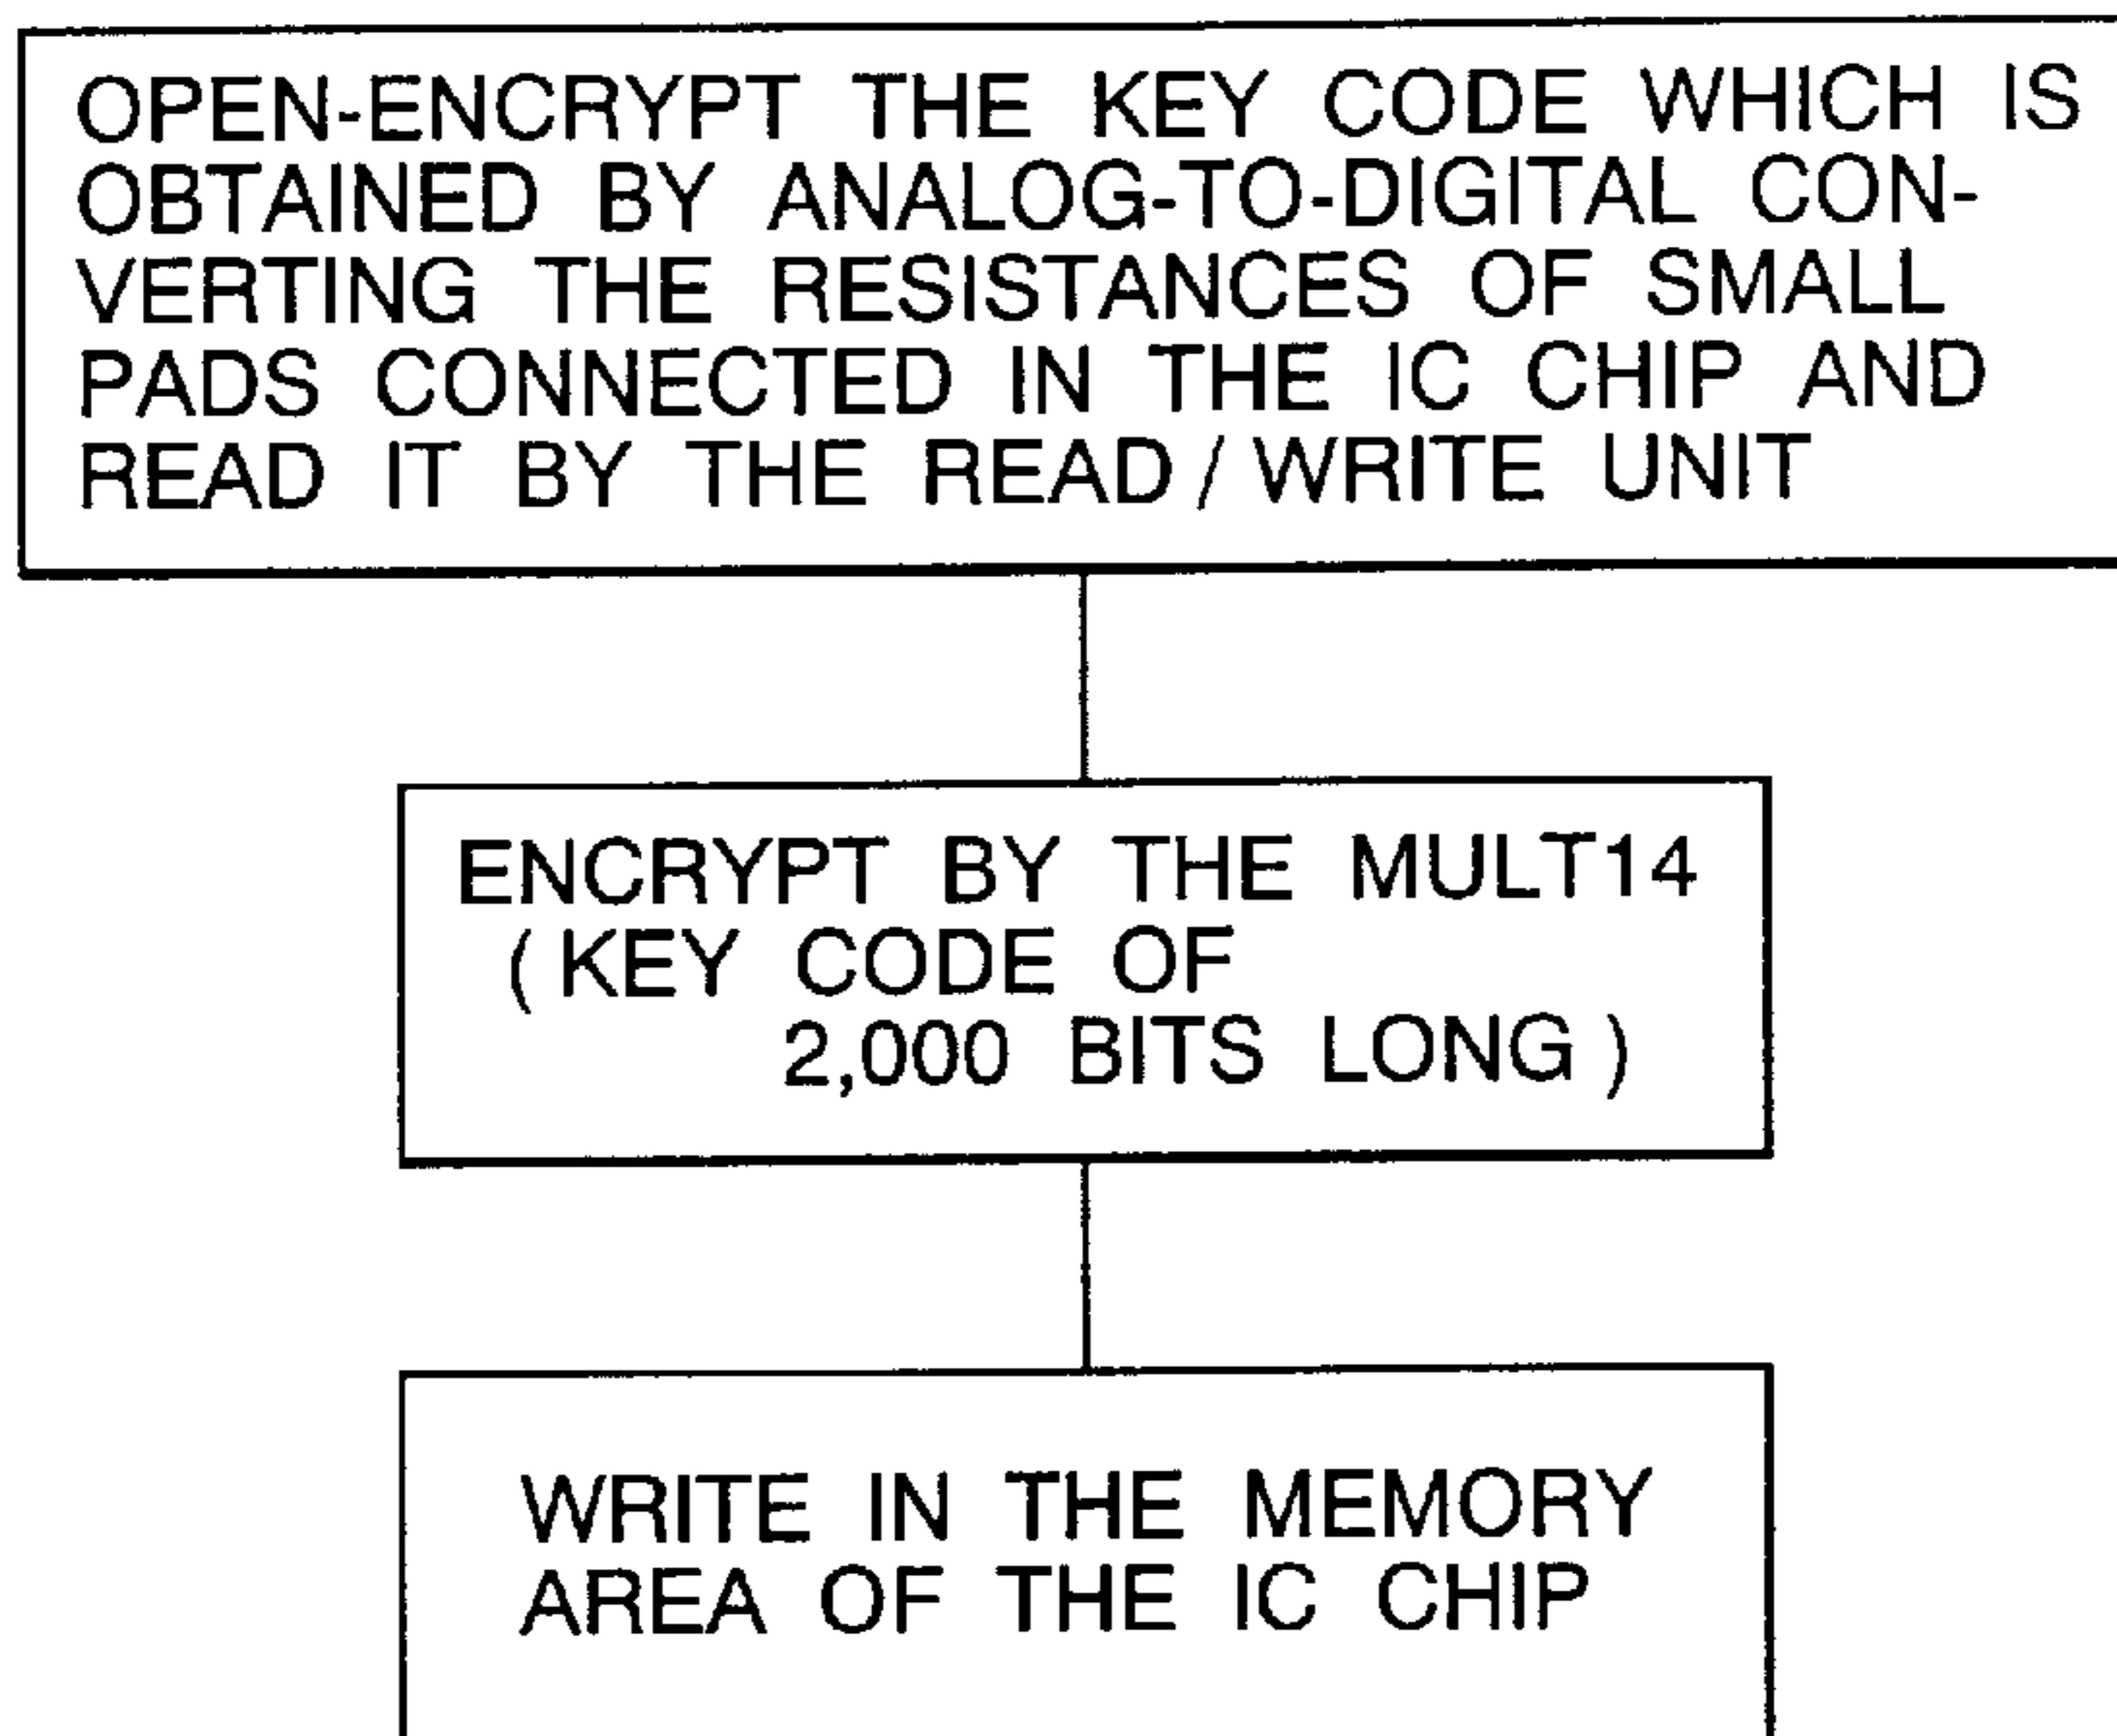 OPEN-ENCRYPT THE KEY CODE WHICH IS
OBTAINED BY ANALOG-TO-DIGITAL CON-
VERTING THE RESISTANCES OF SMALL
PADS CONNECTED IN THE IC CHIP AND
READ IT BY THE READ/WRITE UNIT
ENCRYPT BY THE MULT14
(KEY CODE OF
2,000 BITS LONG)
WRITE IN THE MEMORY
AREA OF THE IC CHIP